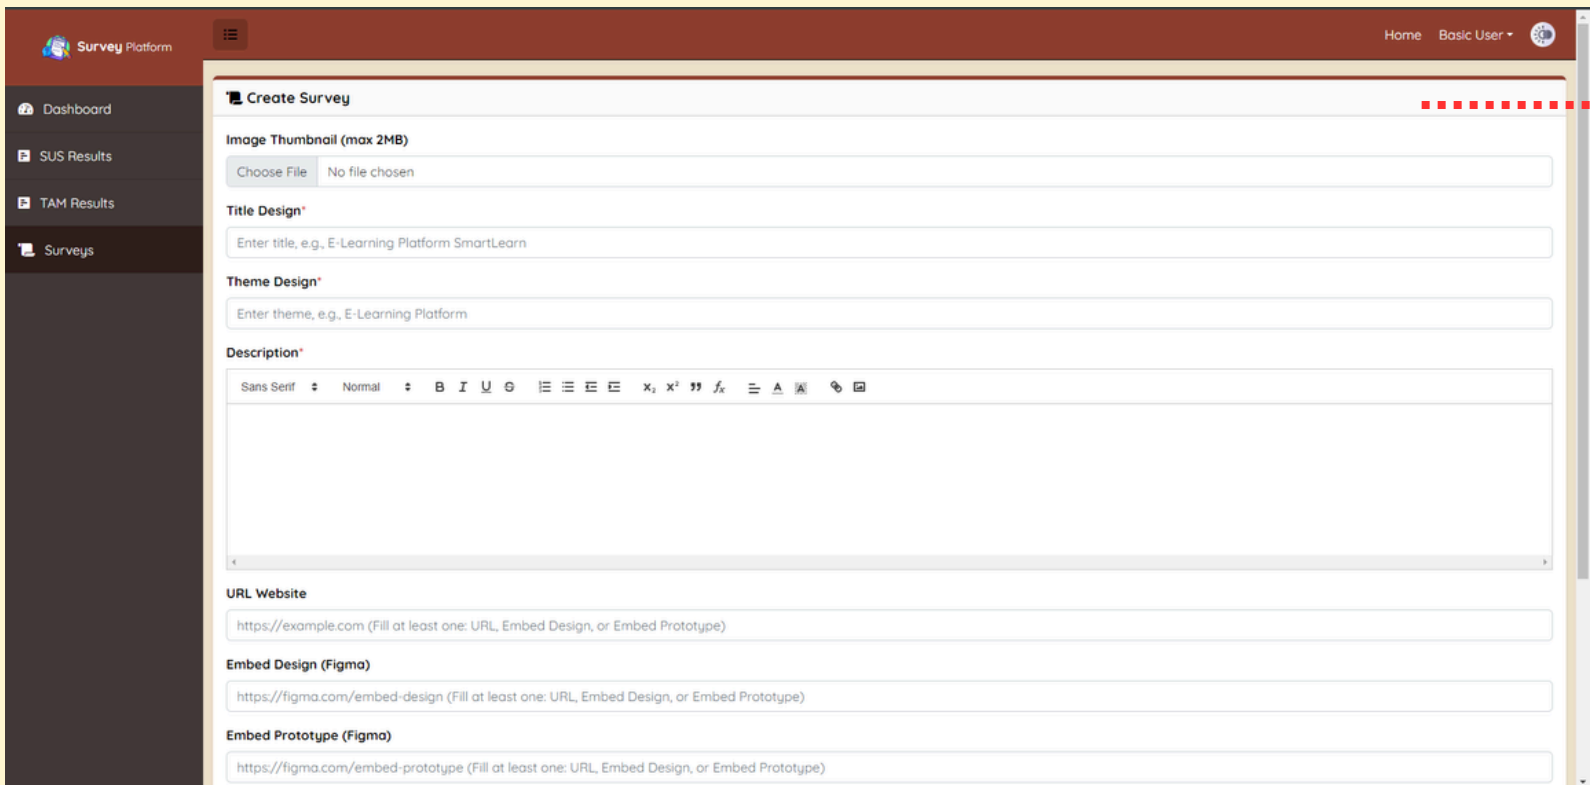 Survey Platform
Home Basic User
Dashboard
SUS Results
TAM Results
Surveys
Create Survey
Image Thumbnail (max 2MB)
Choose File No file chosen
Title Design*
Enter title, e.g., E-Learning Platform SmartLearn
Theme Design*
Enter theme, e.g., E-Learning Platform
Description*
Sans Serif Normal B I U S X₂ X² fx A A
URL Website
https://example.com (Fill at least one: URL, Embed Design, or Embed Prototype)
Embed Design (Figma)
https://figma.com/embed-design (Fill at least one: URL, Embed Design, or Embed Prototype)
Embed Prototype (Figma)
https://figma.com/embed-prototype (Fill at least one: URL, Embed Design, or Embed Prototype)